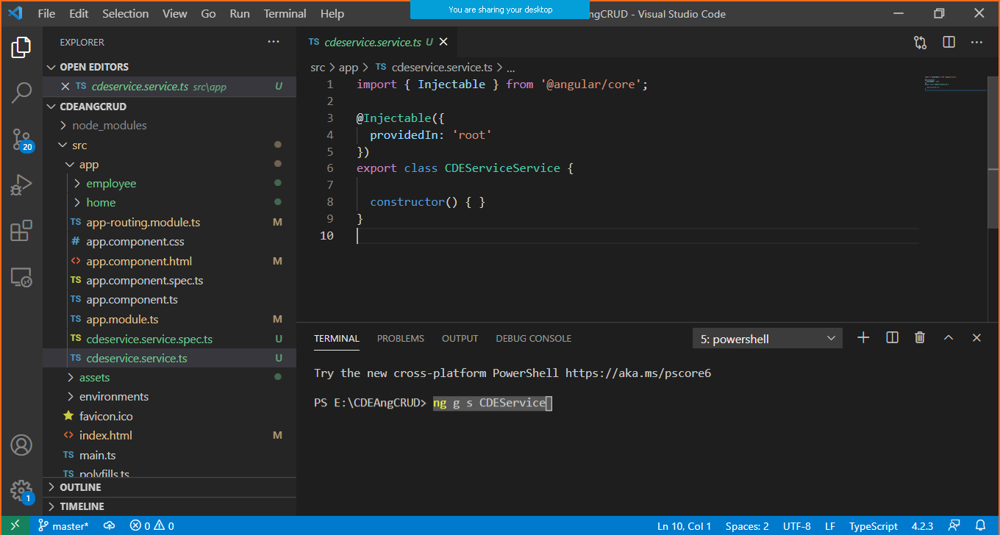 File Edit Selection View Go Run Terminal Help
You are sharing your desktop
ngCRUD - Visual Studio Code
EXPLORER
OPEN EDITORS
TS cdeservice.service.ts src\app U
CDEANGCRUD
node_modules
src
app
employee
home
TS app-routing.module.ts M
# app.component.css
<> app.component.html M
TS app.component.spec.ts
TS app.component.ts
TS app.module.ts M
TS cdeservice.service.spec.ts U
TS cdeservice.service.ts U
assets
environments
favicon.ico
<> index.html M
TS main.ts
TS polyfills.ts
OUTLINE
TIMELINE
20
1
TS cdeservice.service.ts U
src > app > TS cdeservice.service.ts > ...
1 import { Injectable } from '@angular/core';
2
3 @Injectable({
4 providedIn: 'root'
5 })
6 export class CDEServiceService {
7
8 constructor() { }
9 }
10
TERMINAL PROBLEMS OUTPUT DEBUG CONSOLE
5: powershell
Try the new cross-platform PowerShell https://aka.ms/pscore6
PS E:\CDEAngCRUD> ng g s CDEService
master* 0 0
Ln 10, Col 1 Spaces: 2 UTF-8 LF TypeScript 4.2.3